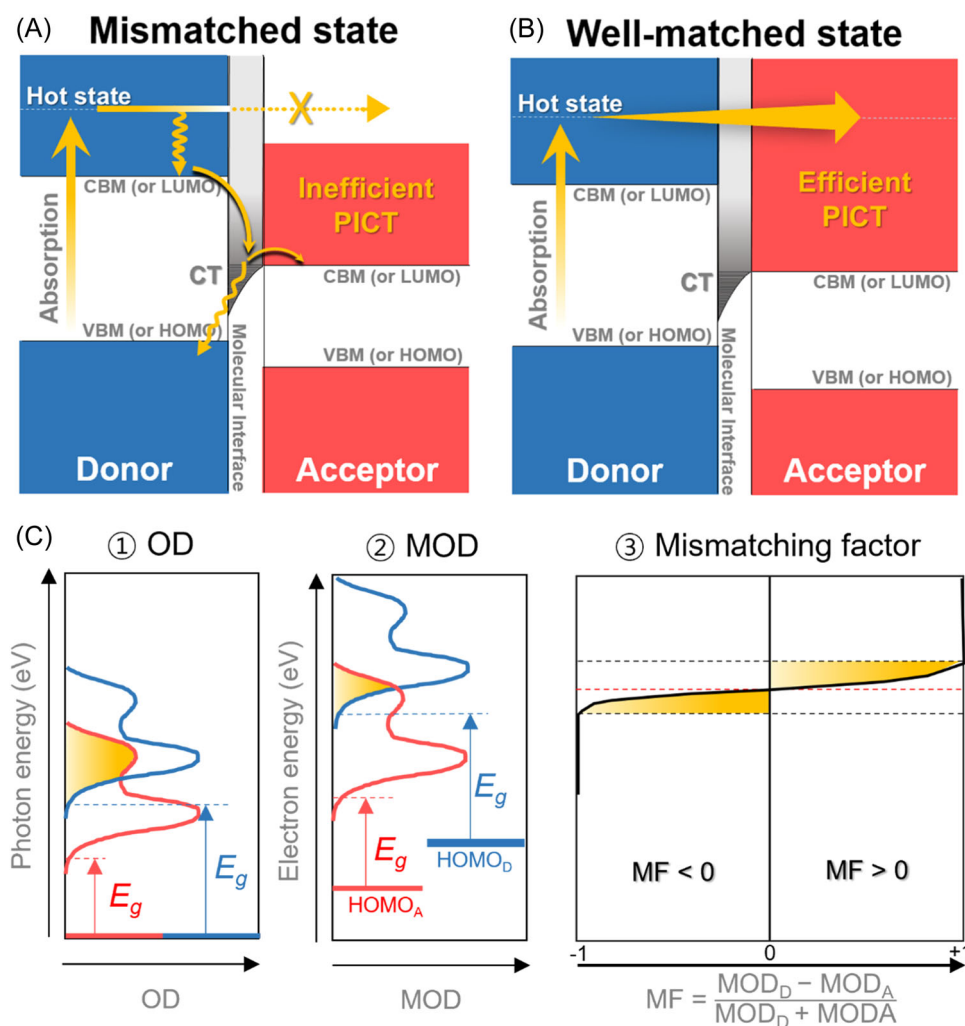 (A)
Mismatched state
Hot state
X
CBM (or LUMO)
Inefficient
PICT
Absorption
CT
CBM (or LUMO)
VBM (or HOMO)
Molecular Interface
VBM (or HOMO)
Donor
Acceptor
(B)
Well-matched state
Hot state
CBM (or LUMO)
Efficient
PICT
Absorption
CT
CBM (or LUMO)
VBM (or HOMO)
Molecular Interface
VBM (or HOMO)
Donor
Acceptor
(C)
① OD
Photon energy (eV)
Eg
Eg
OD
② MOD
Electron energy (eV)
Eg
Eg
HOMOD
HOMOA
MOD
③ Mismatching factor
MF < 0
MF > 0
-1
0
+1
MF = MODD − MODA
MODD + MODA